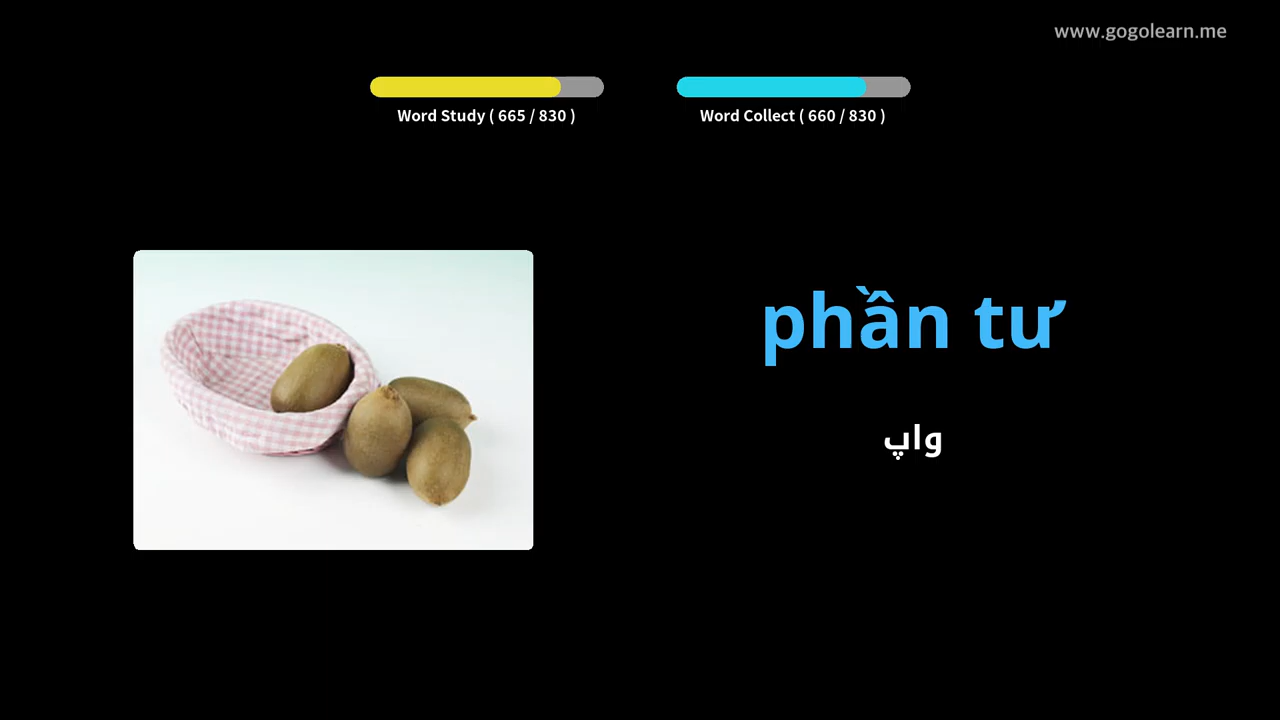 www.gogolearn.me
Word Study ( 665 / 830 )
Word Collect ( 660 / 830 )
phần tư
واپ